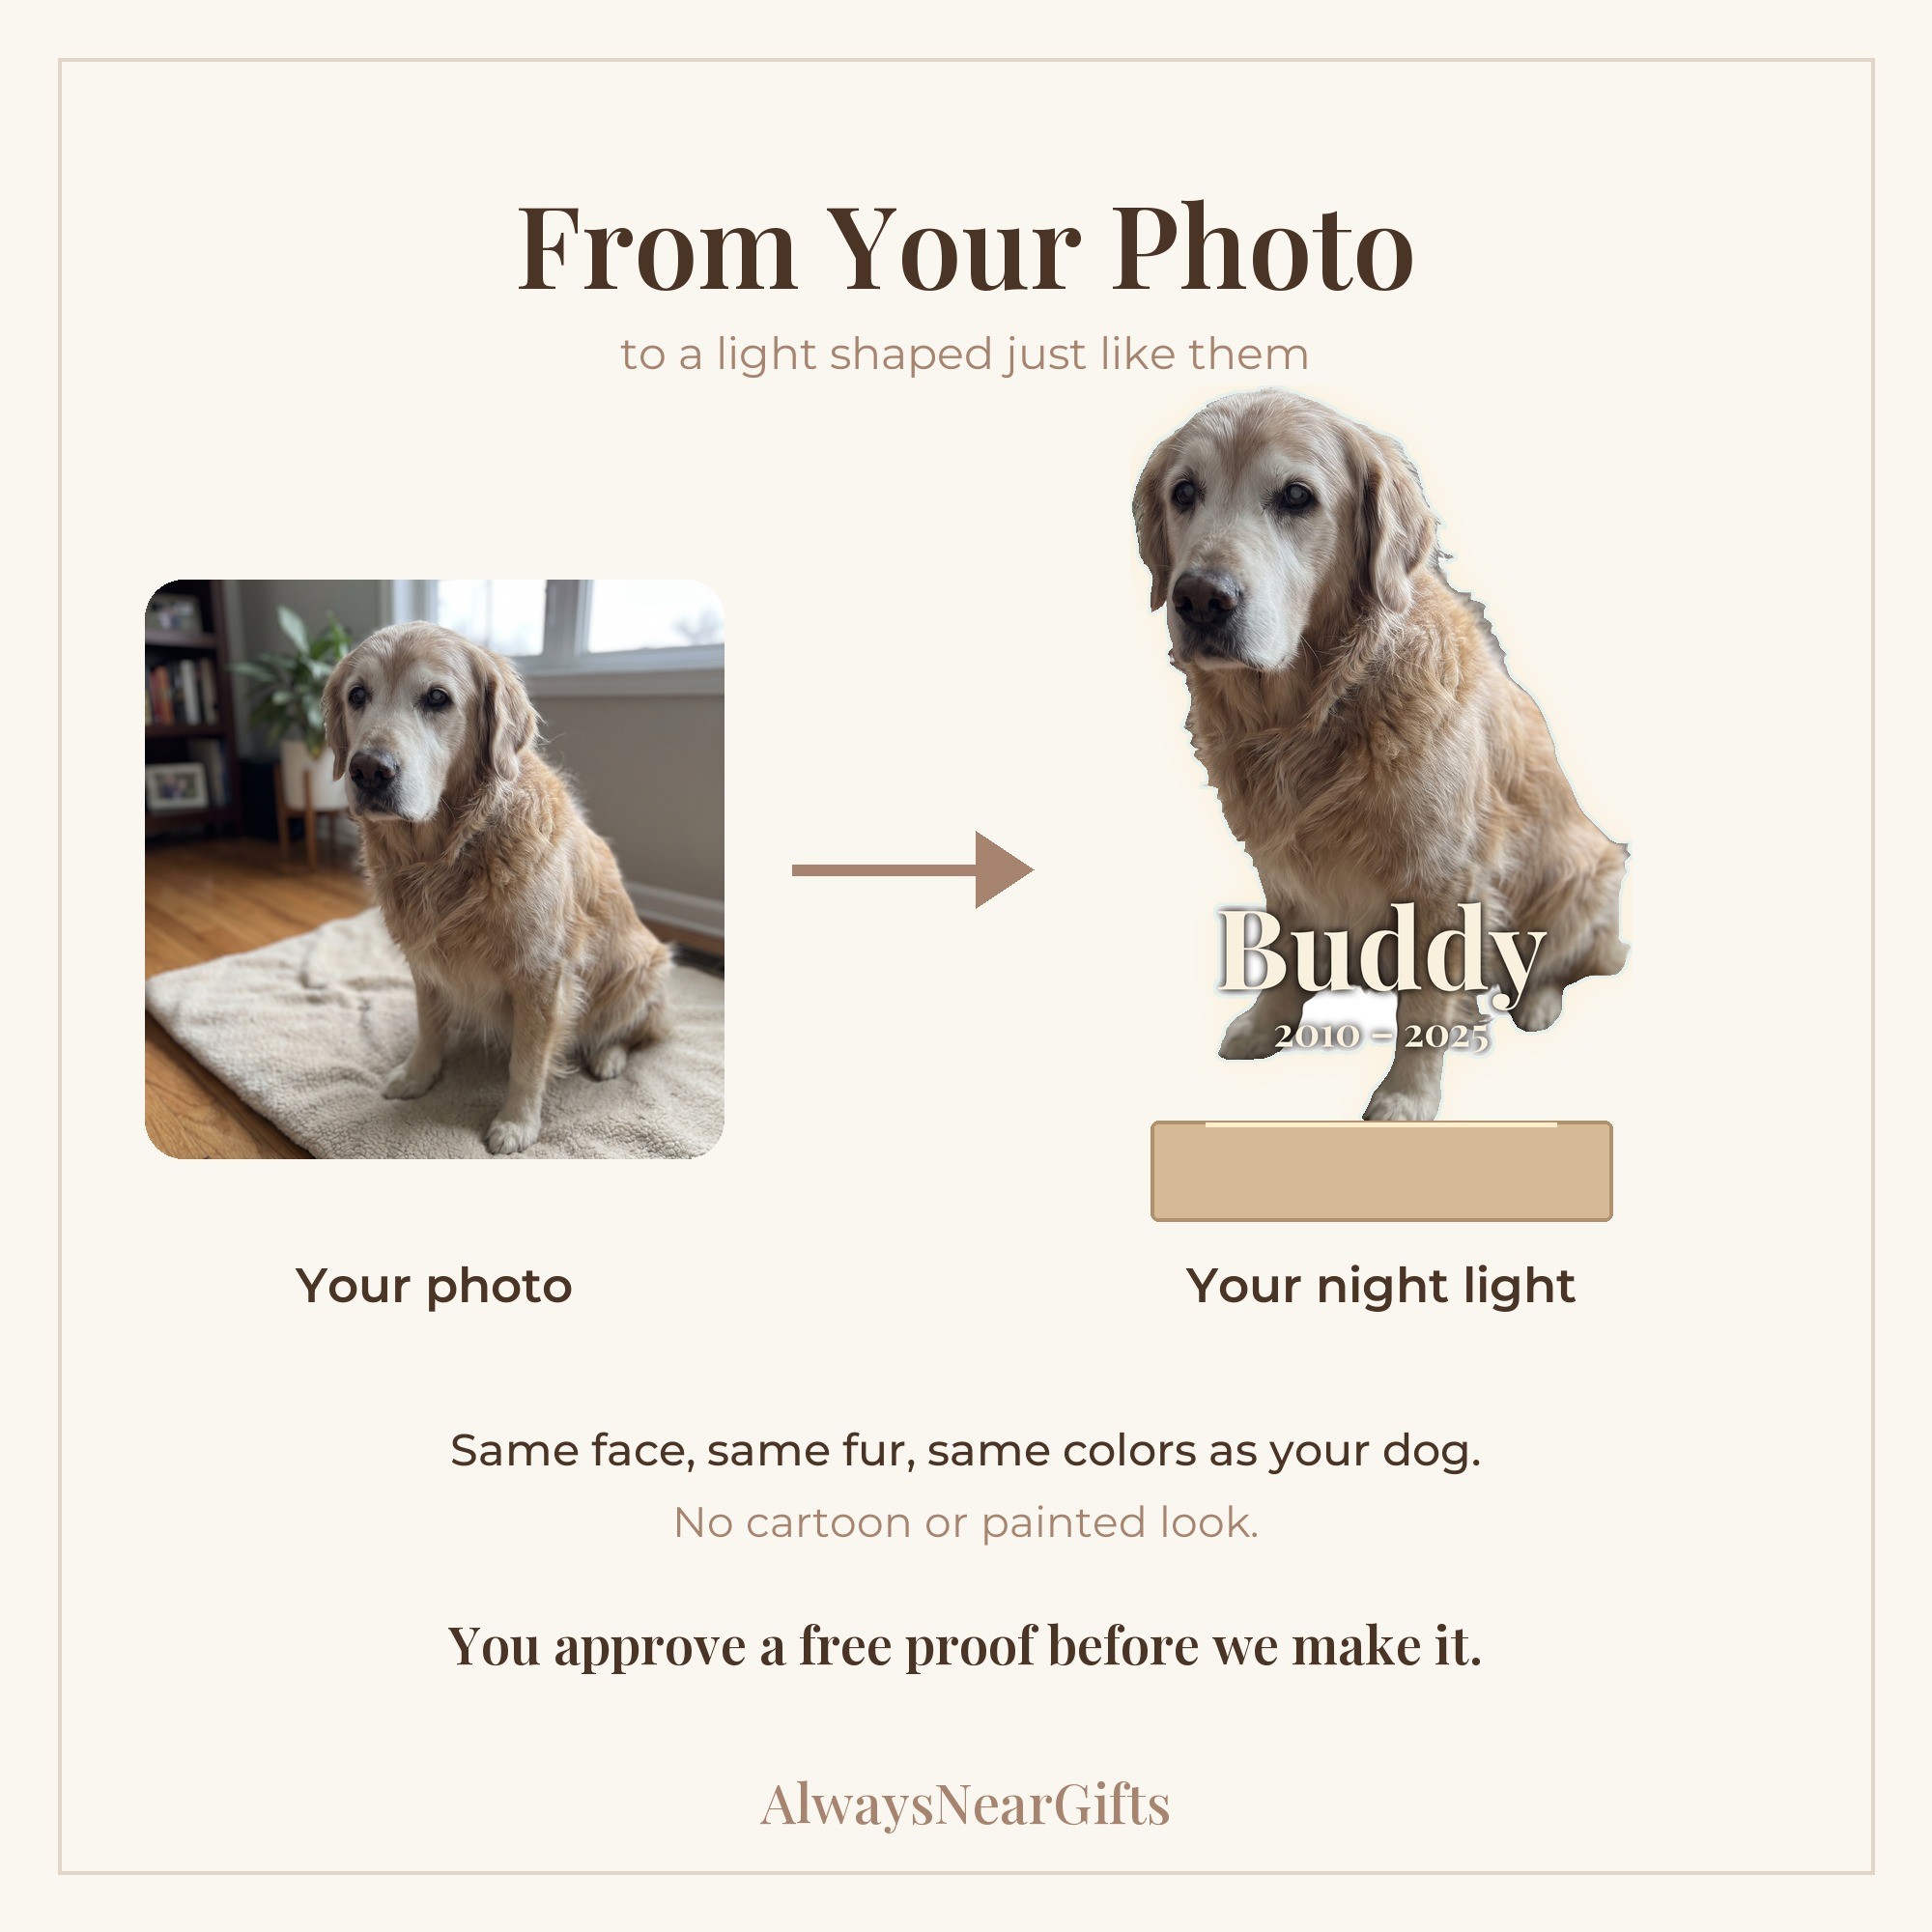 From Your Photo
to a light shaped just like them
Buddy
2010 – 2025
Your photo
Your night light
Same face, same fur, same colors as your dog.
No cartoon or painted look.
You approve a free proof before we make it.
AlwaysNearGifts